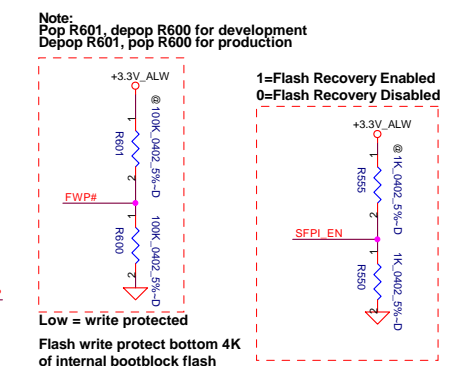 Note:
Pop R601, depop R600 for development
Depop R601, pop R600 for production
+3.3V_ALW
1
R601
@ 100K_0402_5%~D
2
FWP#
1
R600
100K_0402_5%~D
2
Low = write protected
Flash write protect bottom 4K
of internal bootblock flash
1=Flash Recovery Enabled
0=Flash Recovery Disabled
+3.3V_ALW
1
R555
@ 1K_0402_5%~D
2
SFPI_EN
1
R550
1K_0402_5%~D
2